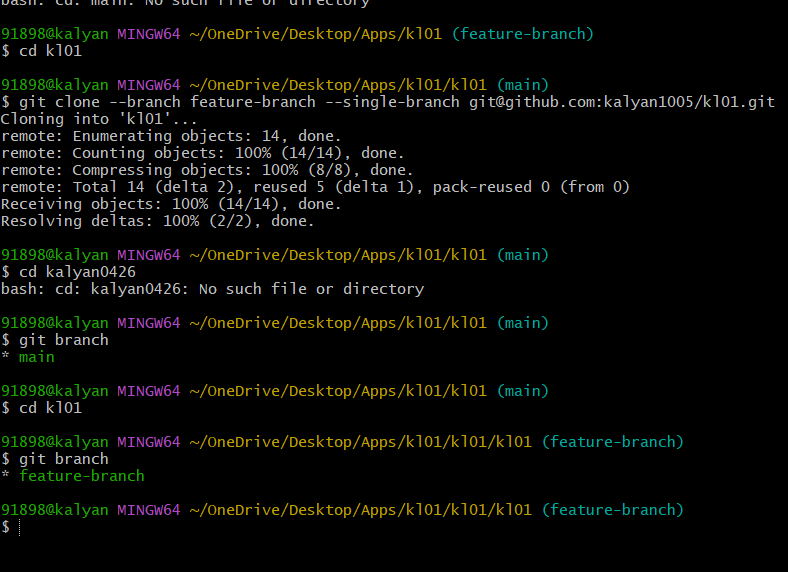 bash: cd: main: No such file or directory
91898@kalyan MINGW64 ~/OneDrive/Desktop/Apps/kl01 (feature-branch)
$ cd kl01
91898@kalyan MINGW64 ~/OneDrive/Desktop/Apps/kl01/kl01 (main)
$ git clone --branch feature-branch --single-branch git@github.com:kalyan1005/kl01.git
Cloning into 'kl01'...
remote: Enumerating objects: 14, done.
remote: Counting objects: 100% (14/14), done.
remote: Compressing objects: 100% (8/8), done.
remote: Total 14 (delta 2), reused 5 (delta 1), pack-reused 0 (from 0)
Receiving objects: 100% (14/14), done.
Resolving deltas: 100% (2/2), done.
91898@kalyan MINGW64 ~/OneDrive/Desktop/Apps/kl01/kl01 (main)
$ cd kalyan0426
bash: cd: kalyan0426: No such file or directory
91898@kalyan MINGW64 ~/OneDrive/Desktop/Apps/kl01/kl01 (main)
$ git branch
* main
91898@kalyan MINGW64 ~/OneDrive/Desktop/Apps/kl01/kl01 (main)
$ cd kl01
91898@kalyan MINGW64 ~/OneDrive/Desktop/Apps/kl01/kl01/kl01 (feature-branch)
$ git branch
* feature-branch
91898@kalyan MINGW64 ~/OneDrive/Desktop/Apps/kl01/kl01/kl01 (feature-branch)
$